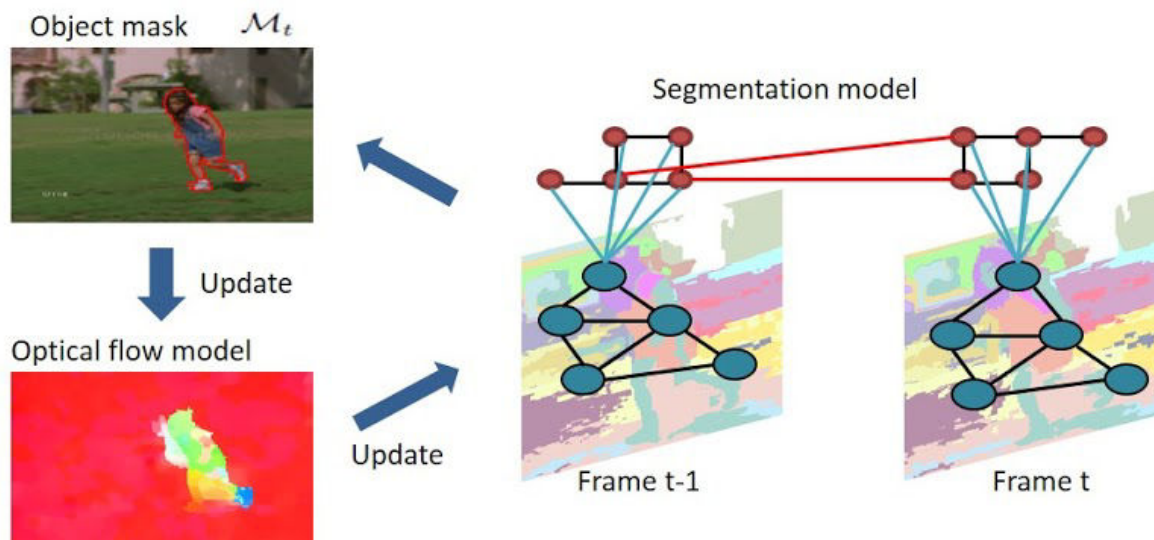 Object mask $\mathcal{M}_t$
Segmentation model
Update
Optical flow model
Update
Frame t-1
Frame t